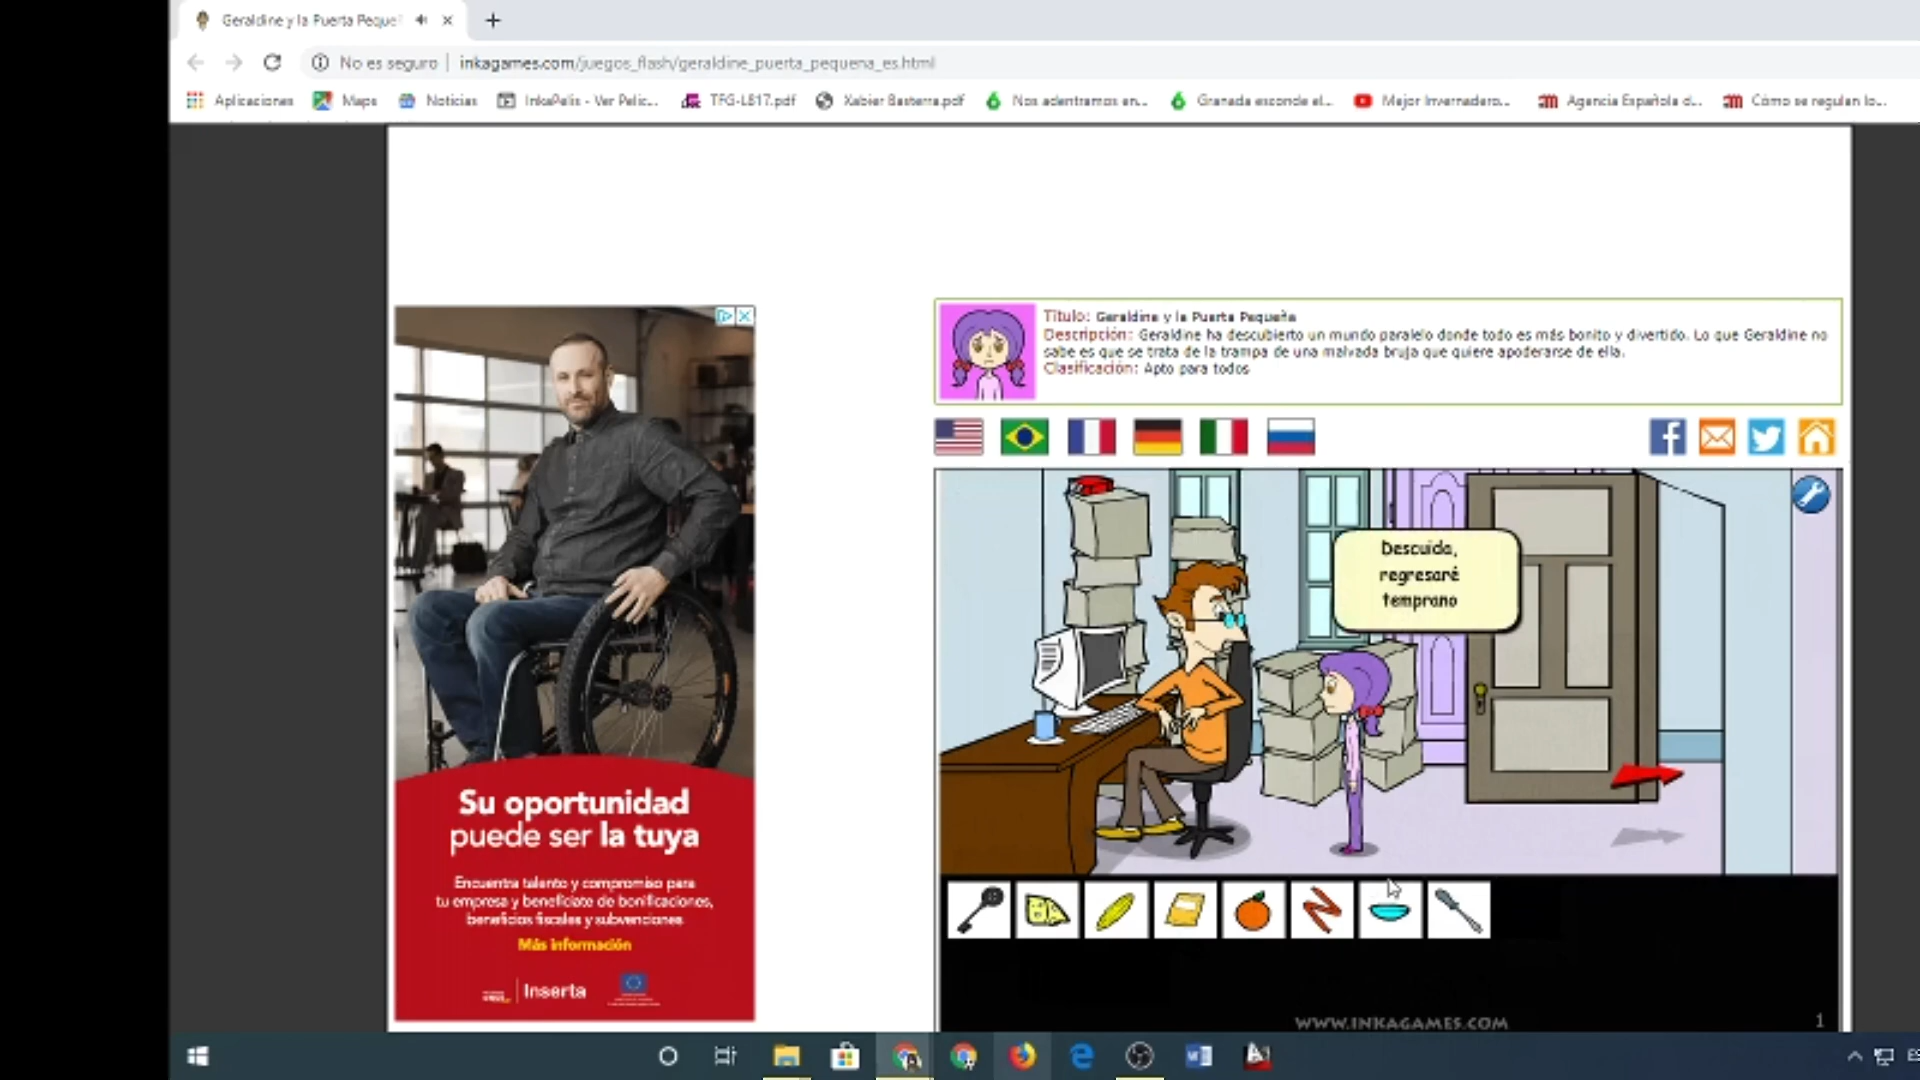 Geraldine y la Puerta Peque
No es seguro | inkagames.com/juegos_flash/geraldine_puerta_pequena_es.html
Aplicaciones Maps Noticias InkaPelis - Ver Pelic... TFG-L817.pdf Xabier Basterra.pdf Nos adentramos en... Granada esconde el... Mejor Invernadero... Agencia Española d... Cómo se regulan lo...
Título: Geraldine y la Puerta Pequeña
Descripción: Geraldine ha descubierto un mundo paralelo donde todo es más bonito y divertido. Lo que Geraldine no
sabe es que se trata de la trampa de una malvada bruja que quiere apoderarse de ella.
Clasificación: Apto para todos
Descuida,
regresaré
temprano
Su oportunidad
puede ser la tuya
Encuentra talento y compromiso para
tu empresa y benefíciate de bonificaciones,
beneficios fiscales y subvenciones
Más información
Inserta
WWW.INKAGAMES.COM
1